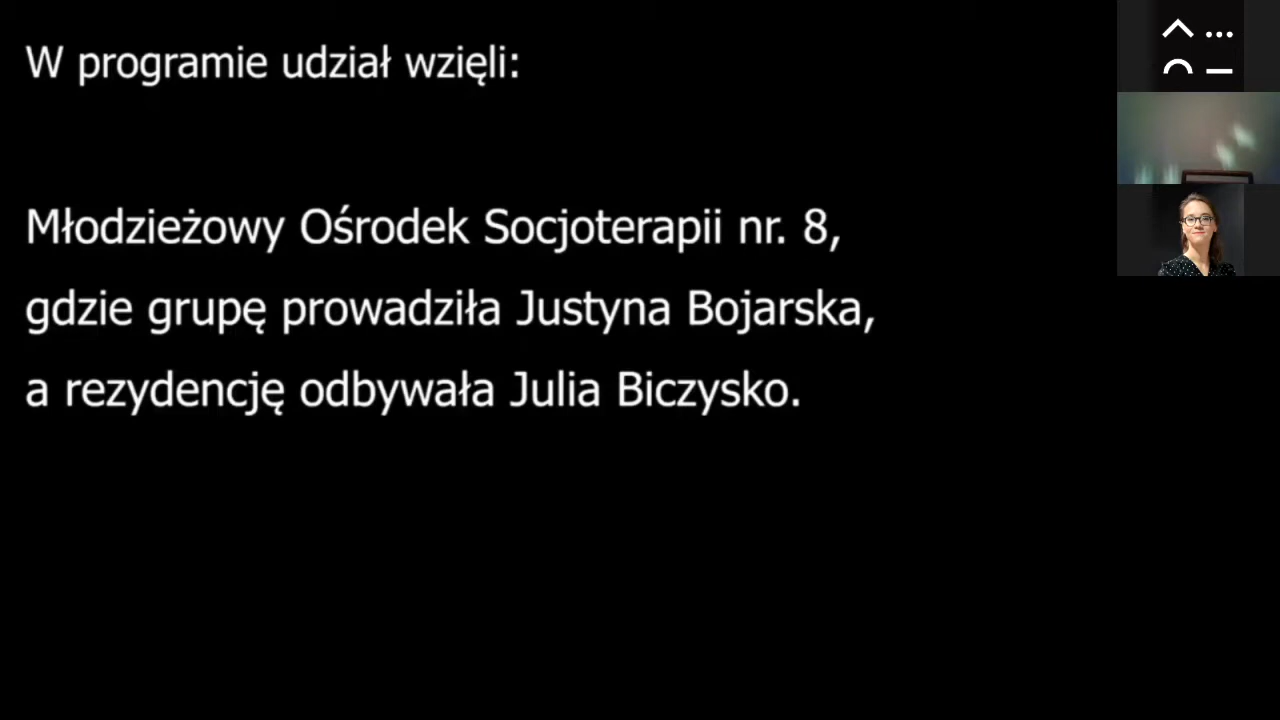 W programie udział wzięli:
Młodzieżowy Ośrodek Socjoterapii nr. 8,
gdzie grupę prowadziła Justyna Bojarska,
a rezydencję odbywała Julia Biczysko.